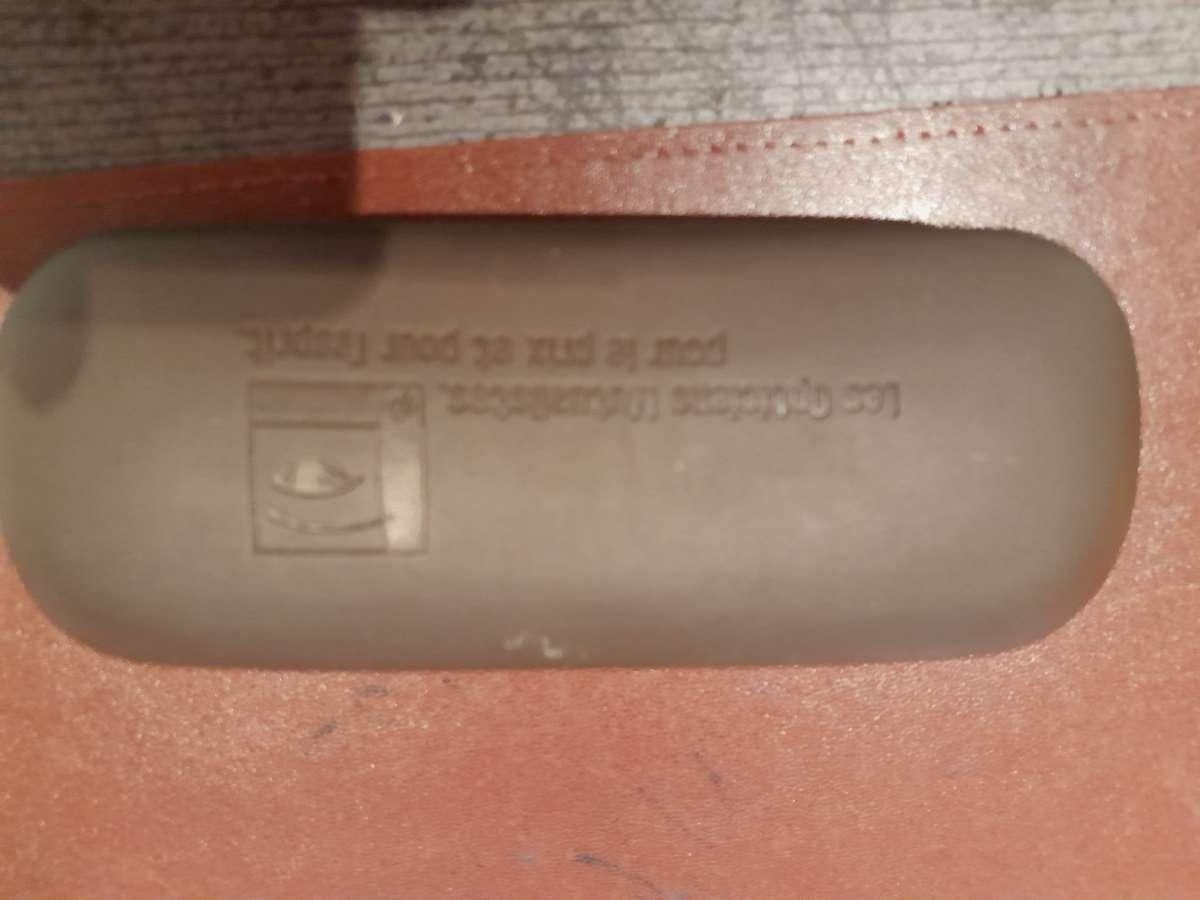 Les Opticiens Mutualistes,
pour le prix et pour l'esprit.